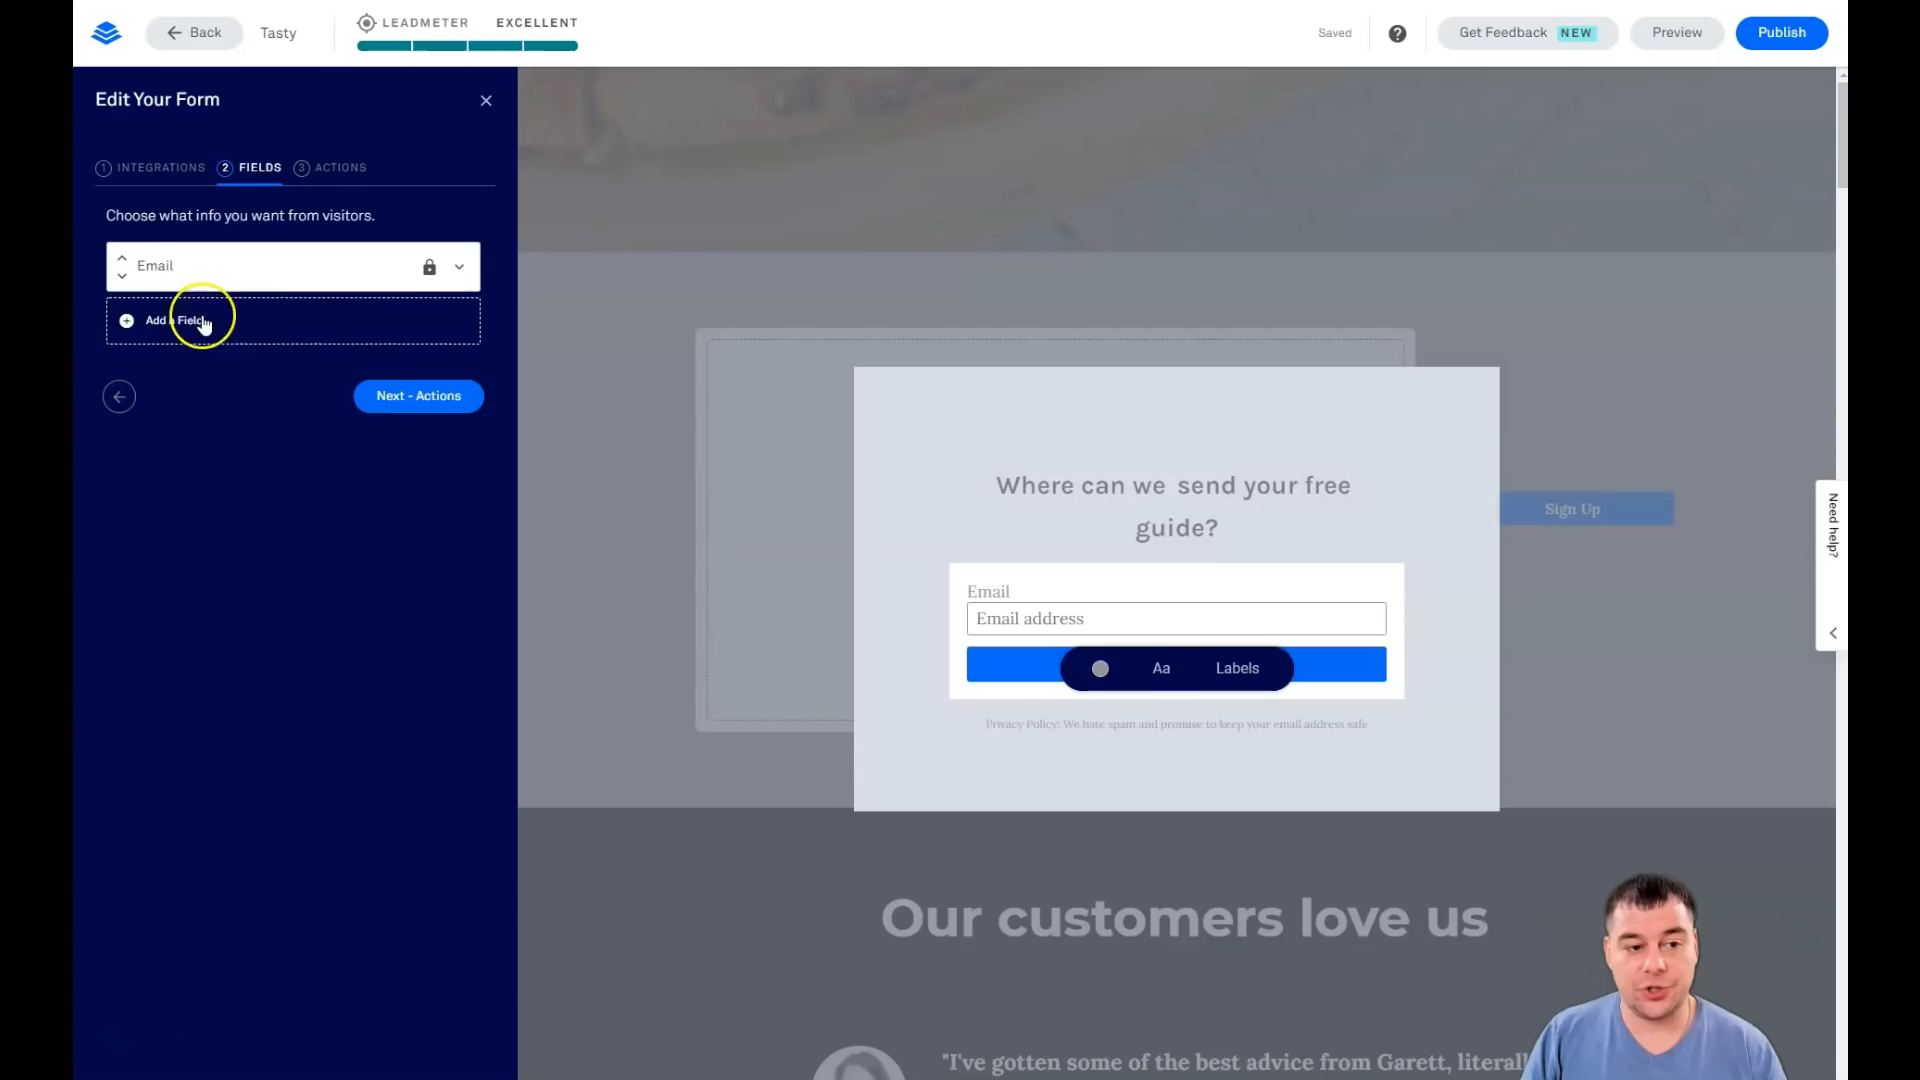 Back
Tasty
LEADMETER EXCELLENT
Saved
Get Feedback NEW
Preview
Publish
Edit Your Form
1 INTEGRATIONS 2 FIELDS 3 ACTIONS
Choose what info you want from visitors.
Email
Add a Field
Next - Actions
Where can we send your free
guide?
Email
Email address
Aa
Labels
Privacy Policy: We hate spam and promise to keep your email address safe
Sign Up
Need help?
Our customers love us
"I've gotten some of the best advice from Garett,